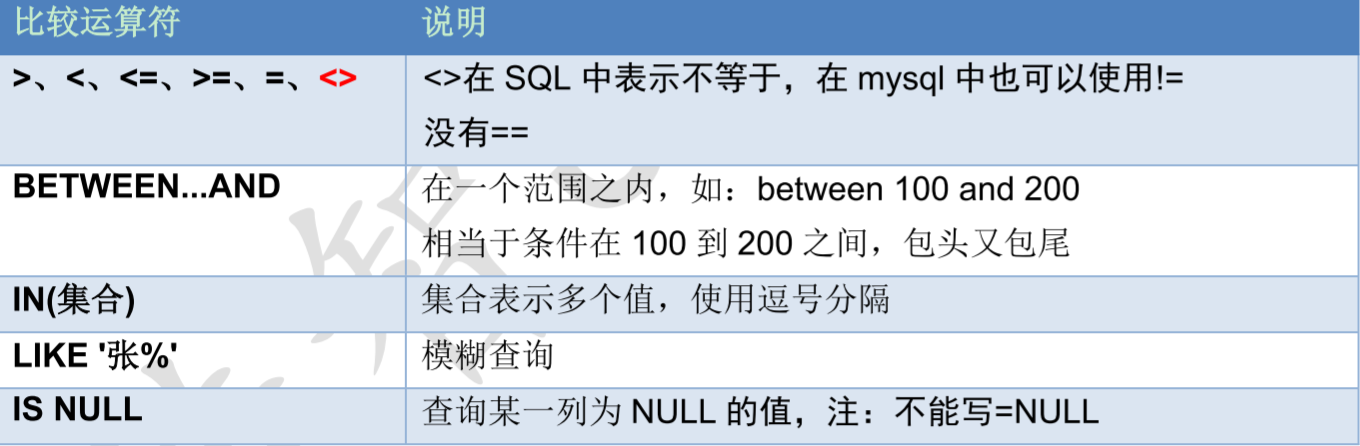 比较运算符 说明
>、<、<=、>=、=、<> <>在 SQL 中表示不等于，在 mysql 中也可以使用!=
没有==
BETWEEN...AND 在一个范围之内，如：between 100 and 200
相当于条件在 100 到 200 之间，包头又包尾
IN(集合) 集合表示多个值，使用逗号分隔
LIKE '张%' 模糊查询
IS NULL 查询某一列为 NULL 的值，注：不能写=NULL